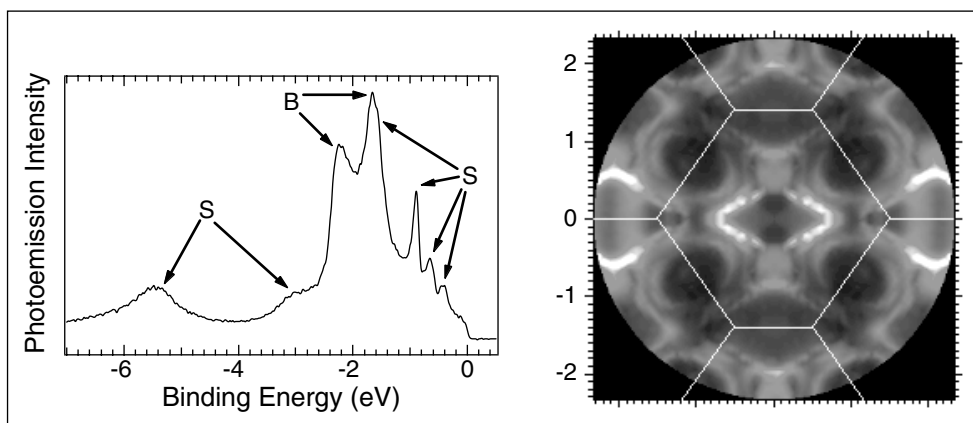 Photoemission Intensity
B
S
S
-6
-4
-2
0
Binding Energy (eV)
2
1
0
-1
-2